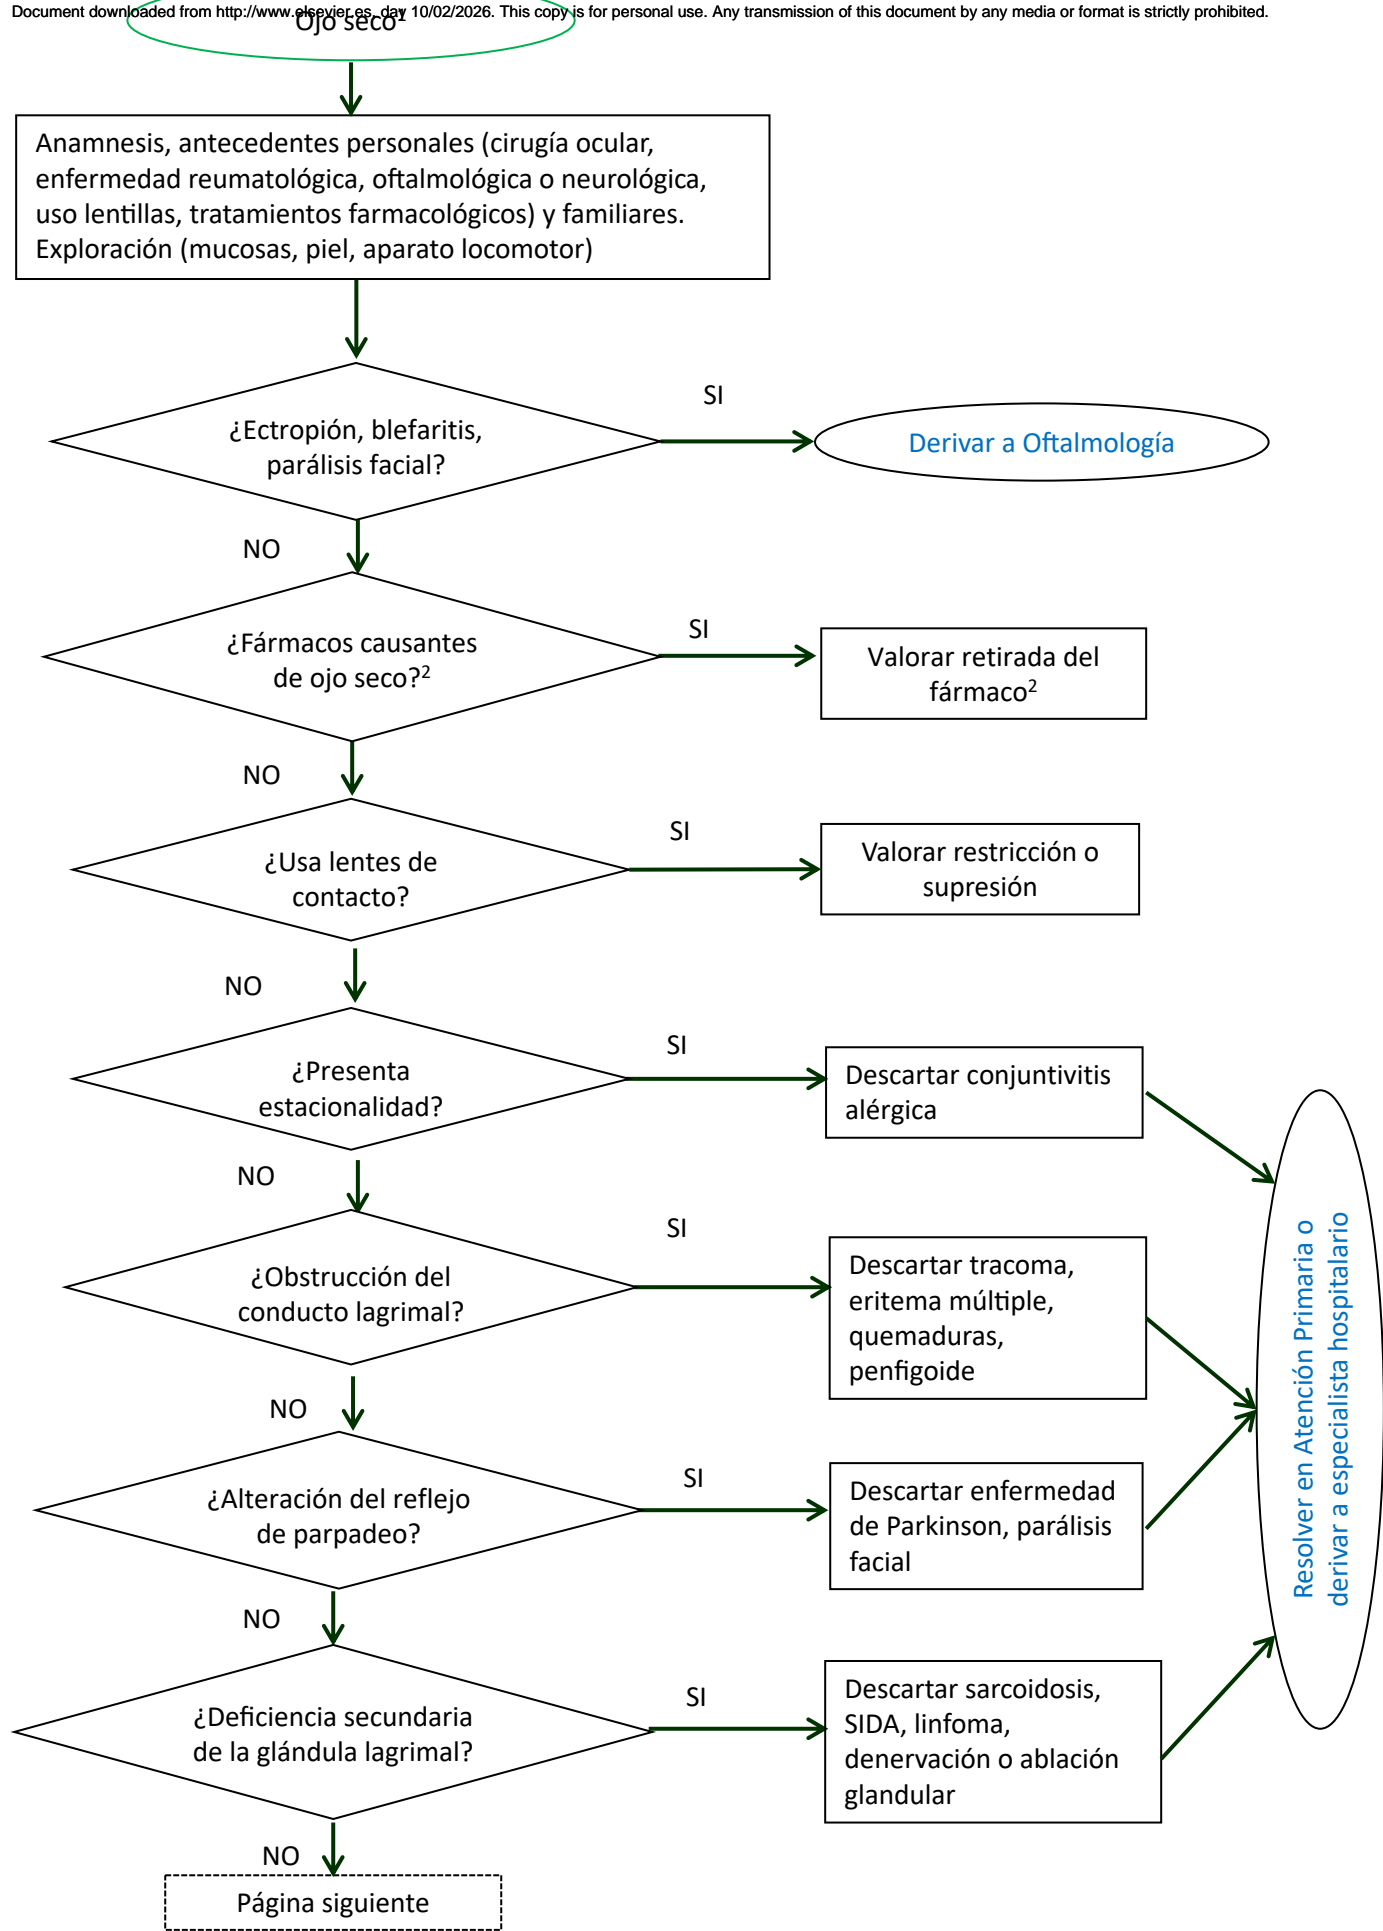 Document downloaded from http://www.elsevier.es, day 10/02/2026. This copy is for personal use. Any transmission of this document by any media or format is strictly prohibited.
Ojo seco¹
Anamnesis, antecedentes personales (cirugía ocular,
enfermedad reumatológica, oftalmológica o neurológica,
uso lentillas, tratamientos farmacológicos) y familiares.
Exploración (mucosas, piel, aparato locomotor)
SI
¿Ectropión, blefaritis,
parálisis facial?
Derivar a Oftalmología
NO
SI
¿Fármacos causantes
de ojo seco?²
Valorar retirada del
fármaco²
NO
SI
¿Usa lentes de
contacto?
Valorar restricción o
supresión
NO
SI
¿Presenta
estacionalidad?
Descartar conjuntivitis
alérgica
NO
SI
¿Obstrucción del
conducto lagrimal?
Descartar tracoma,
eritema múltiple,
quemaduras,
penfigoide
Resolver en Atención Primaria o
derivar a especialista hospitalario
NO
SI
¿Alteración del reflejo
de parpadeo?
Descartar enfermedad
de Parkinson, parálisis
facial
NO
SI
¿Deficiencia secundaria
de la glándula lagrimal?
Descartar sarcoidosis,
SIDA, linfoma,
denervación o ablación
glandular
NO
Página siguiente